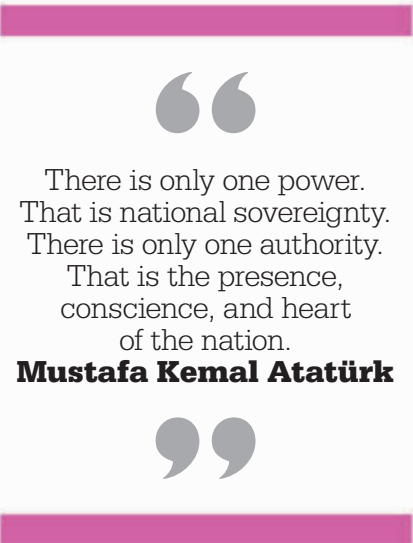 “
There is only one power.
That is national sovereignty.
There is only one authority.
That is the presence,
conscience, and heart
of the nation.
Mustafa Kemal Atatürk
”